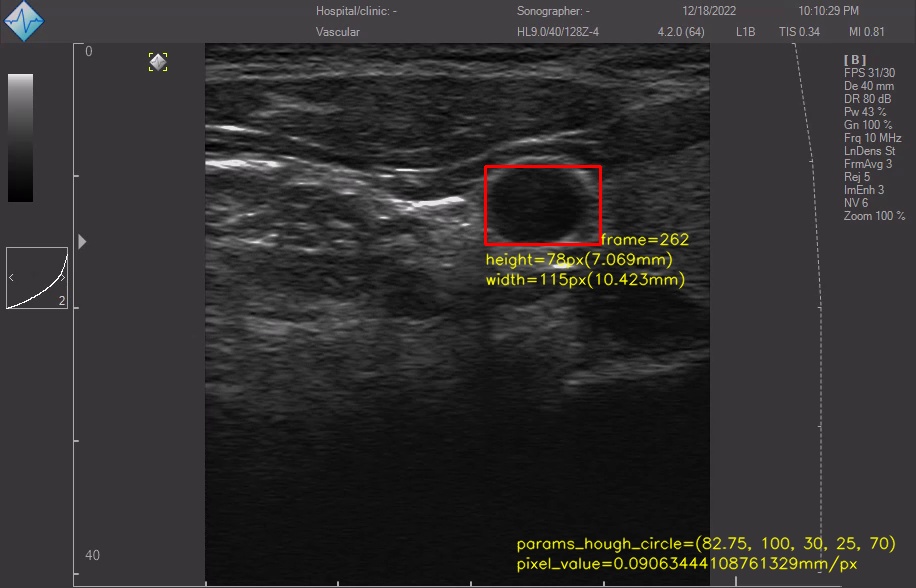 Hospital/clinic: - Sonographer: - 12/18/2022 10:10:29 PM
Vascular HL9.0/40/128Z-4 4.2.0 (64) L1B TIS 0.34 MI 0.81
0
[ B ]
FPS 31/30
De 40 mm
DR 80 dB
Pw 43 %
Gn 100 %
Frq 10 MHz
LnDens St
FrmAvg 3
Rej 5
ImEnh 3
NV 6
Zoom 100 %
frame=262
height=78px(7.069mm)
width=115px(10.423mm)
2
params_hough_circle=(82.75, 100, 30, 25, 70)
40
pixel_value=0.09063444108761329mm/px